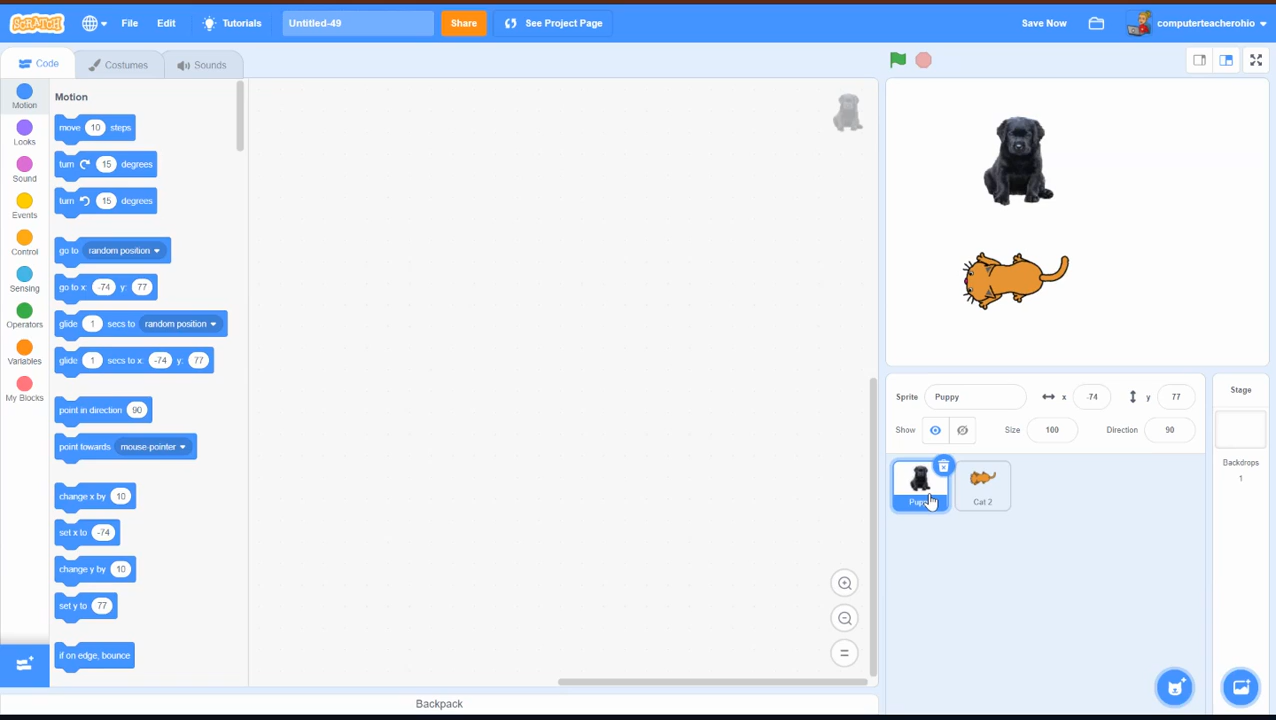 SCRATCH File Edit Tutorials Untitled-49 Share See Project Page Save Now computerteacherohio
Code Costumes Sounds
Motion
Looks
Sound
Events
Control
Sensing
Operators
Variables
My Blocks
Motion
move 10 steps
turn 15 degrees
turn 15 degrees
go to random position
go to x: -74 y: 77
glide 1 secs to random position
glide 1 secs to x: -74 y: 77
point in direction 90
point towards mouse-pointer
change x by 10
set x to -74
change y by 10
set y to 77
if on edge, bounce
Backpack
Sprite Puppy x -74 y 77
Show Size 100 Direction 90
Cat 2
Stage
Backdrops
1